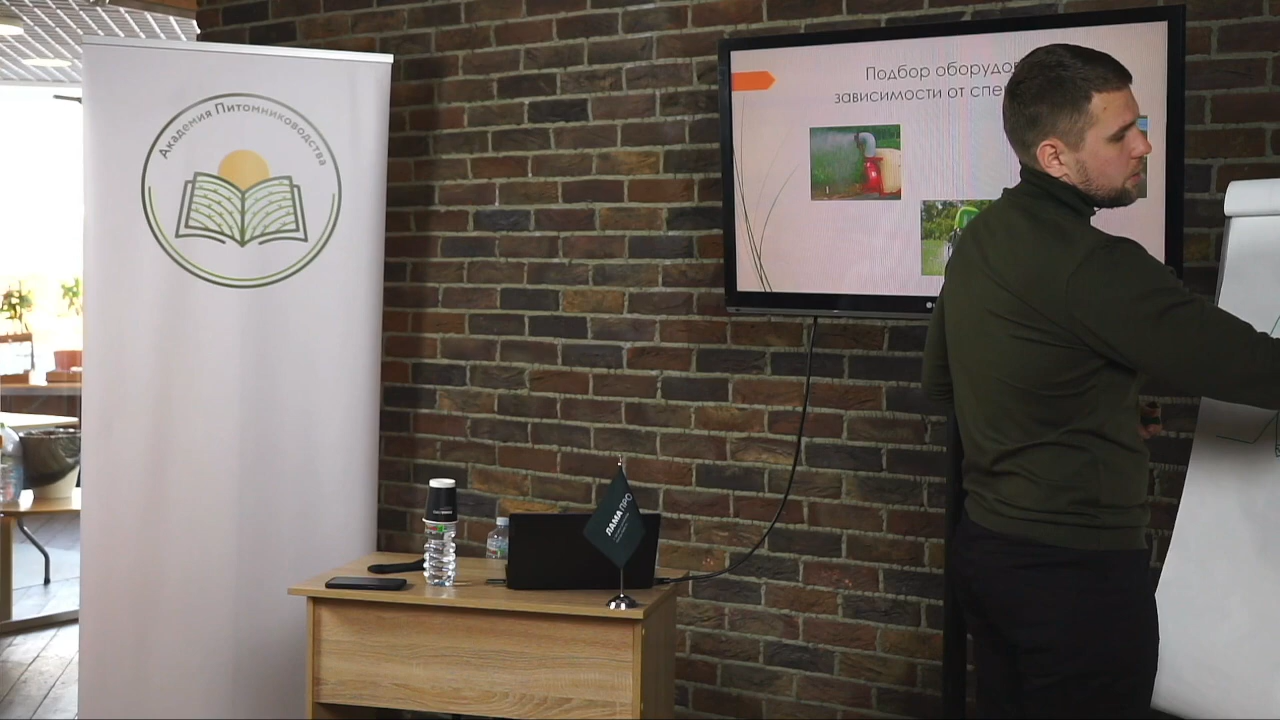 Академия Питомниководства
Подбор оборудов
зависимости от спе
ЛАМА ПРО